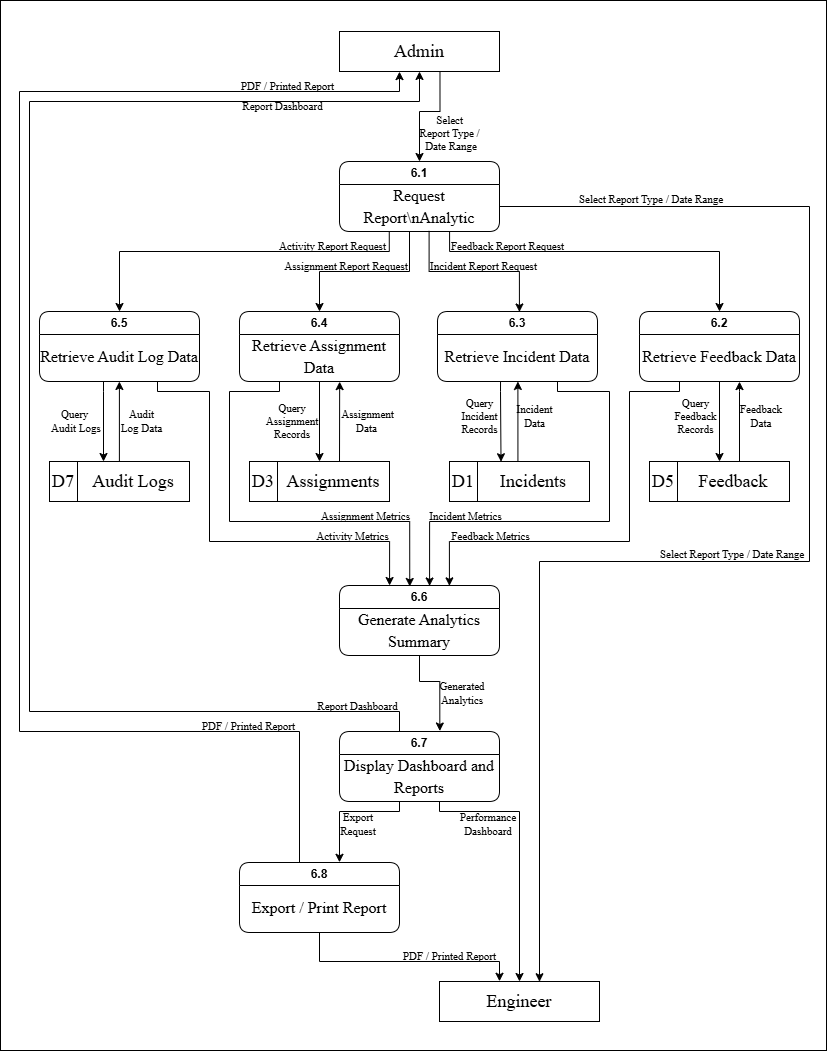 Admin
PDF / Printed Report
Report Dashboard
Select
Report Type /
Date Range
6.1
Request
Report\nAnalytic
Select Report Type / Date Range
Activity Report Request
Feedback Report Request
Assignment Report Request
Incident Report Request
6.5
Retrieve Audit Log Data
6.4
Retrieve Assignment
Data
6.3
Retrieve Incident Data
6.2
Retrieve Feedback Data
Query
Audit Logs
Audit
Log Data
Query
Assignment
Records
Assignment
Data
Query
Incident
Records
Incident
Data
Query
Feedback
Records
Feedback
Data
D7
Audit Logs
D3
Assignments
D1
Incidents
D5
Feedback
Assignment Metrics
Incident Metrics
Activity Metrics
Feedback Metrics
Select Report Type / Date Range
6.6
Generate Analytics
Summary
Generated
Analytics
Report Dashboard
PDF / Printed Report
6.7
Display Dashboard and
Reports
Export
Request
Performance
Dashboard
6.8
Export / Print Report
PDF / Printed Report
Engineer